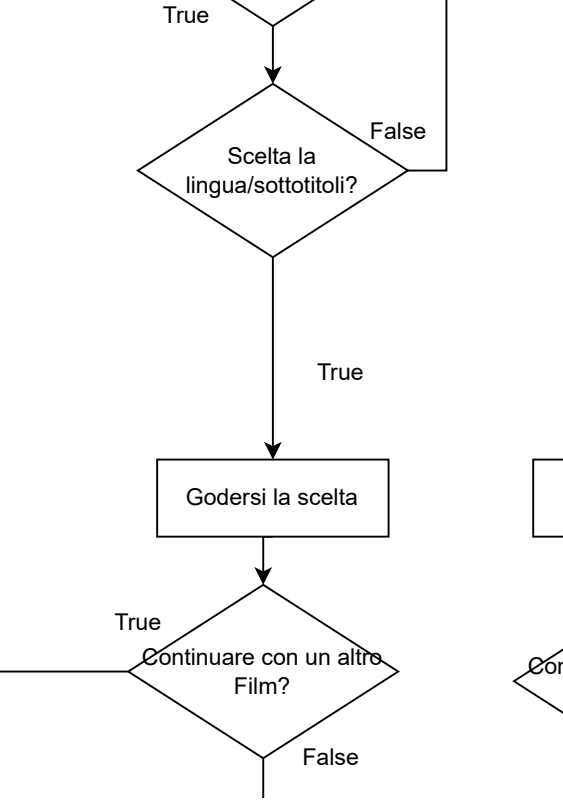 True
False
Scelta la
lingua/sottotitoli?
True
Godersi la scelta
True
Continuare con un altro
Film?
False